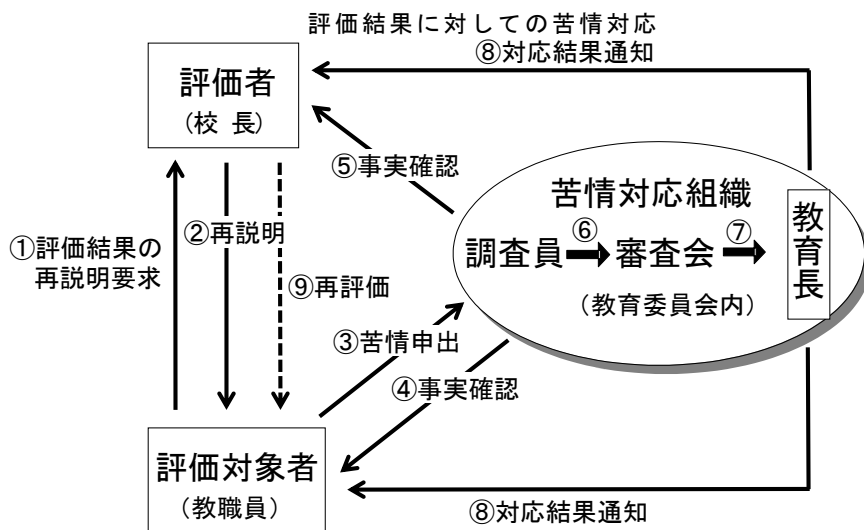 評価結果に対しての苦情対応
⑧対応結果通知
評価者
(校 長)
⑤事実確認
苦情対応組織
調査員
⑥
審査会
⑦
教育長
(教育委員会内)
①評価結果の
再説明要求
②再説明
⑨再評価
③苦情申出
④事実確認
評価対象者
(教職員)
⑧対応結果通知